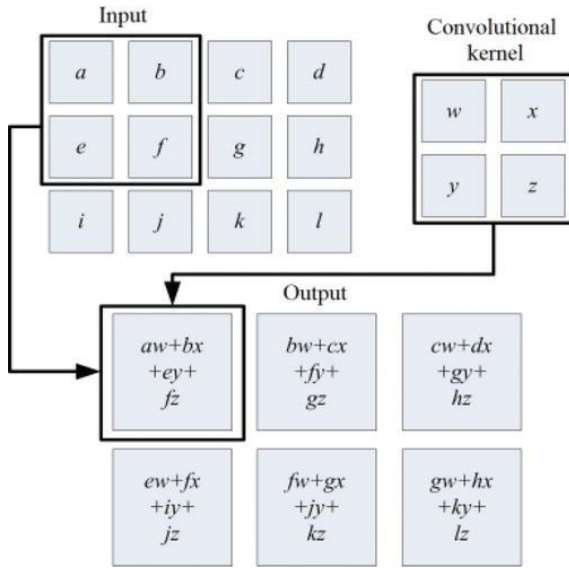 Input
Convolutional
kernel
a b c d
w x
e f g h
y z
i j k l
Output
aw+bx
+ey+
fz
bw+cx
+fy+
gz
cw+dx
+gy+
hz
ew+fx
+iy+
jz
fw+gx
+jy+
kz
gw+hx
+ky+
lz